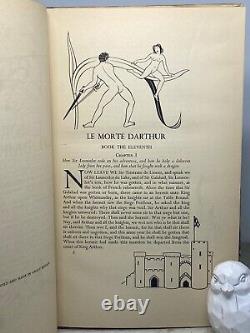 LE MORTE DARTHUR
BOOK THE ELEVENTH
CHAPTER I
How Sir Launcelot rode on his adventure, and how he holp a dolorous
Lady from her pain, and how that he fought with a dragon
NOW LEAVE WE Sir Tristram de Liones, and speak
we of Sir Launcelot du Lake, and of Sir Galahad, Sir Launcelot's
son, how he was gotten, and in what manner, as
the book of French rehearseth. Afore the time that Sir
Galahad was gotten or born, there came in an hermit unto King
Arthur upon Whitsunday, as the knights sat at the Table Round.
And when the hermit saw the Siege Perilous, he asked the King and
all the knights why that siege was void. Sir Arthur and all the
knights answered: There shall never none sit in that siege but one,
but if he be destroyed. Then said the hermit: Wot ye what is he?
Nay, said Arthur and all the knights, we wot not who is he that
shall sit therein. Then wot I, said the hermit, for he that shall sit
there is unborn and ungotten, and this same year he shall be gotten
that shall sit there in that Siege Perilous, and he shall win the Sangreal.
When this hermit had made this mention he departed from the court
of King Arthur.
ebay